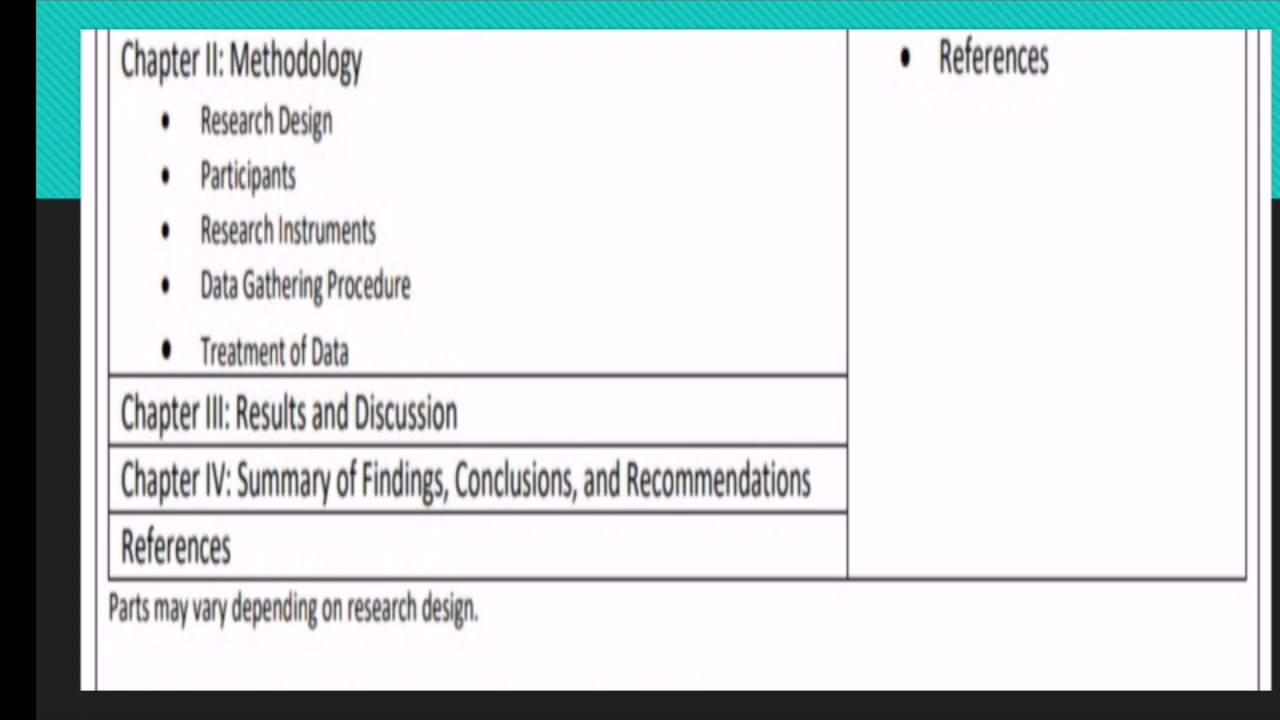 Chapter II: Methodology
• Research Design
• Participants
• Research Instruments
• Data Gathering Procedure
• Treatment of Data
Chapter III: Results and Discussion
Chapter IV: Summary of Findings, Conclusions, and Recommendations
References
• References
Parts may vary depending on research design.